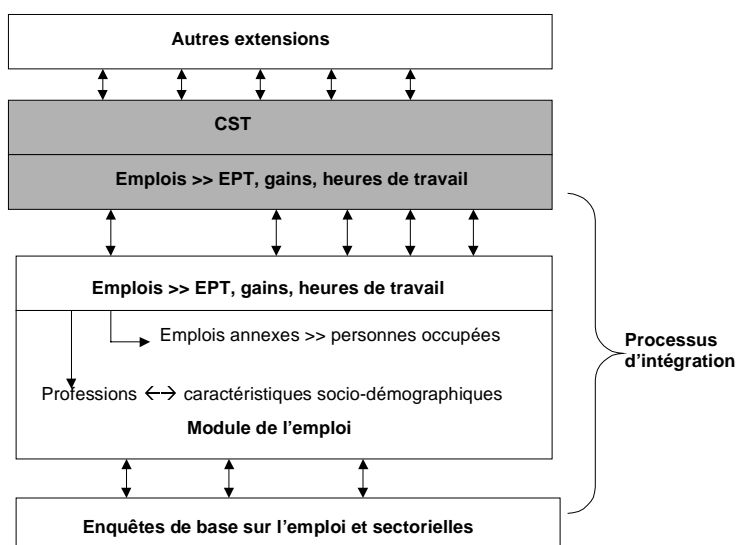 Autres extensions
CST
Emplois >> EPT, gains, heures de travail
Emplois >> EPT, gains, heures de travail
Emplois annexes >> personnes occupées
Professions <--> caractéristiques socio-démographiques
Module de l'emploi
Processus
d'intégration
Enquêtes de base sur l'emploi et sectorielles